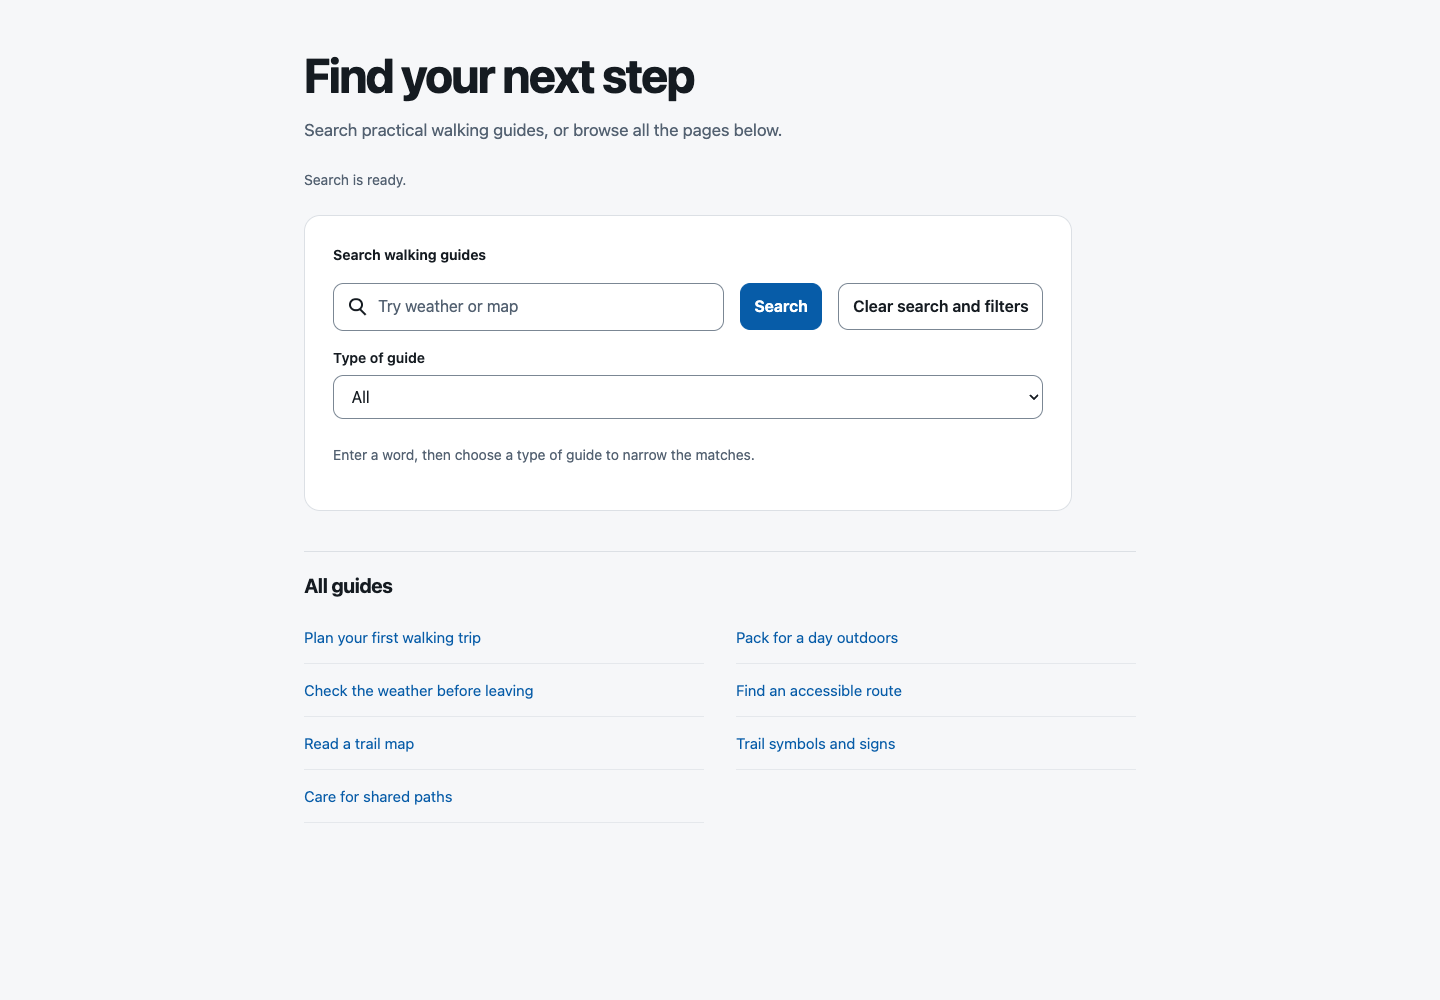 Find your next step
Search practical walking guides, or browse all the pages below.
Search is ready.
Search walking guides
Try weather or map
Search
Clear search and filters
Type of guide
All
Enter a word, then choose a type of guide to narrow the matches.
All guides
Plan your first walking trip
Pack for a day outdoors
Check the weather before leaving
Find an accessible route
Read a trail map
Trail symbols and signs
Care for shared paths